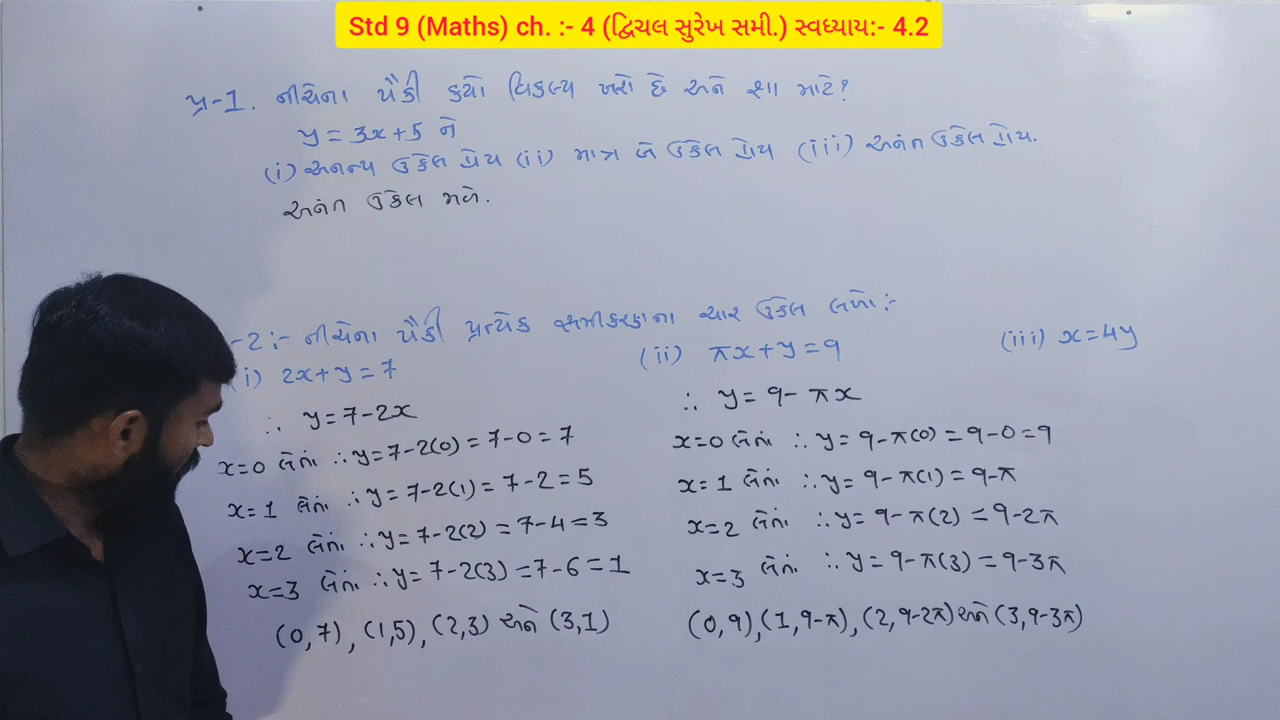 Std 9 (Maths) ch. :- 4 (દ્વિચલ સુરેખ સમી.) સ્વધ્યાય:- 4.2
પ્ર-1. નીચેના પૈકી કયો વિકલ્પ ખરો છે અને શા માટે?
y = 3x+5 ને
(i) અનન્ય ઉકેલ હોય (ii) માત્ર બે ઉકેલ હોય (iii) અનંત ઉકેલ હોય.
અનંત ઉકેલ મળે.
-2:- નીચેના પૈકી પ્રત્યેક સમીકરણના ચાર ઉકેલ લખો:-
(i) 2x+y=7 (ii) πx+y=9 (iii) x=4y
∴ y=7-2x
x=0 લેતાં ∴y=7-2(0)=7-0=7
x=1 લેતાં ∴y=7-2(1)=7-2=5
x=2 લેતાં ∴y=7-2(2)=7-4=3
x=3 લેતાં ∴y=7-2(3)=7-6=1
(0,7), (1,5), (2,3) અને (3,1)
∴ y=9-πx
x=0 લેતાં ∴y=9-π(0)=9-0=9
x=1 લેતાં ∴y=9-π(1)=9-π
x=2 લેતાં ∴y=9-π(2)=9-2π
x=3 લેતાં ∴y=9-π(3)=9-3π
(0,9),(1,9-π),(2,9-2π)અને(3,9-3π)